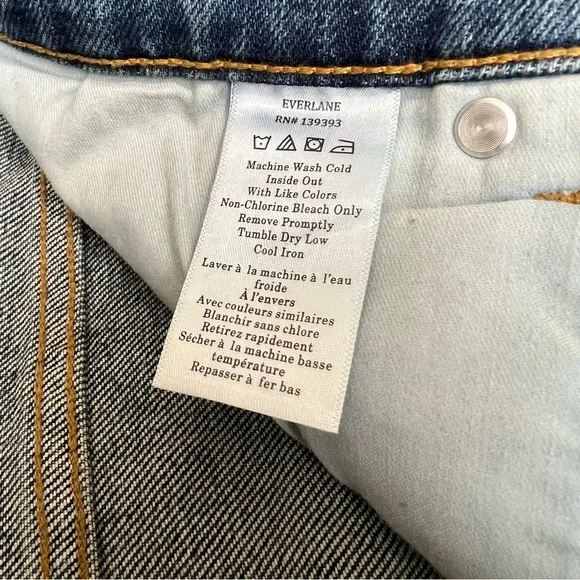 EVERLANE
RN# 139393
Machine Wash Cold
Inside Out
With Like Colors
Non-Chlorine Bleach Only
Remove Promptly
Tumble Dry Low
Cool Iron
Laver à la machine à l'eau
froide
À l'envers
Avec couleurs similaires
Blanchir sans chlore
Retirez rapidement
Sécher à la machine basse
température
Repasser à fer bas